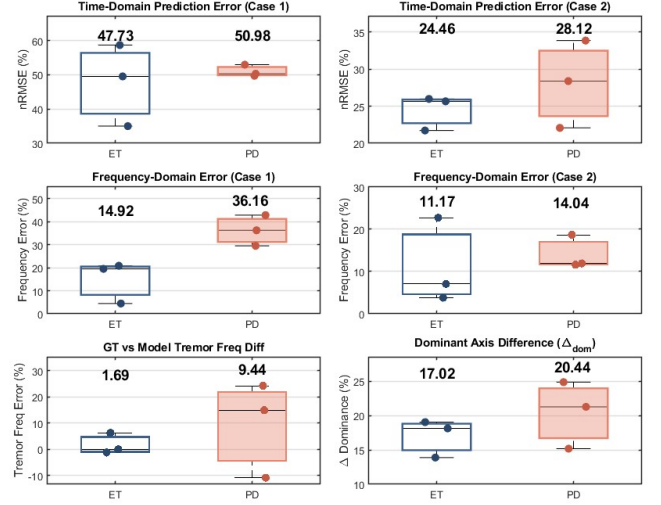 Time-Domain Prediction Error (Case 1)
nRMSE (%)
60
50
40
30
47.73
50.98
ET
PD
Time-Domain Prediction Error (Case 2)
nRMSE (%)
35
30
25
20
24.46
28.12
ET
PD
Frequency-Domain Error (Case 1)
Frequency Error (%)
50
40
30
20
10
0
14.92
36.16
ET
PD
Frequency-Domain Error (Case 2)
Frequency Error (%)
30
20
10
0
11.17
14.04
ET
PD
GT vs Model Tremor Freq Diff
Tremor Freq Error (%)
30
20
10
0
-10
1.69
9.44
ET
PD
Dominant Axis Difference (Δdom)
Δ Dominance (%)
25
20
15
10
17.02
20.44
ET
PD